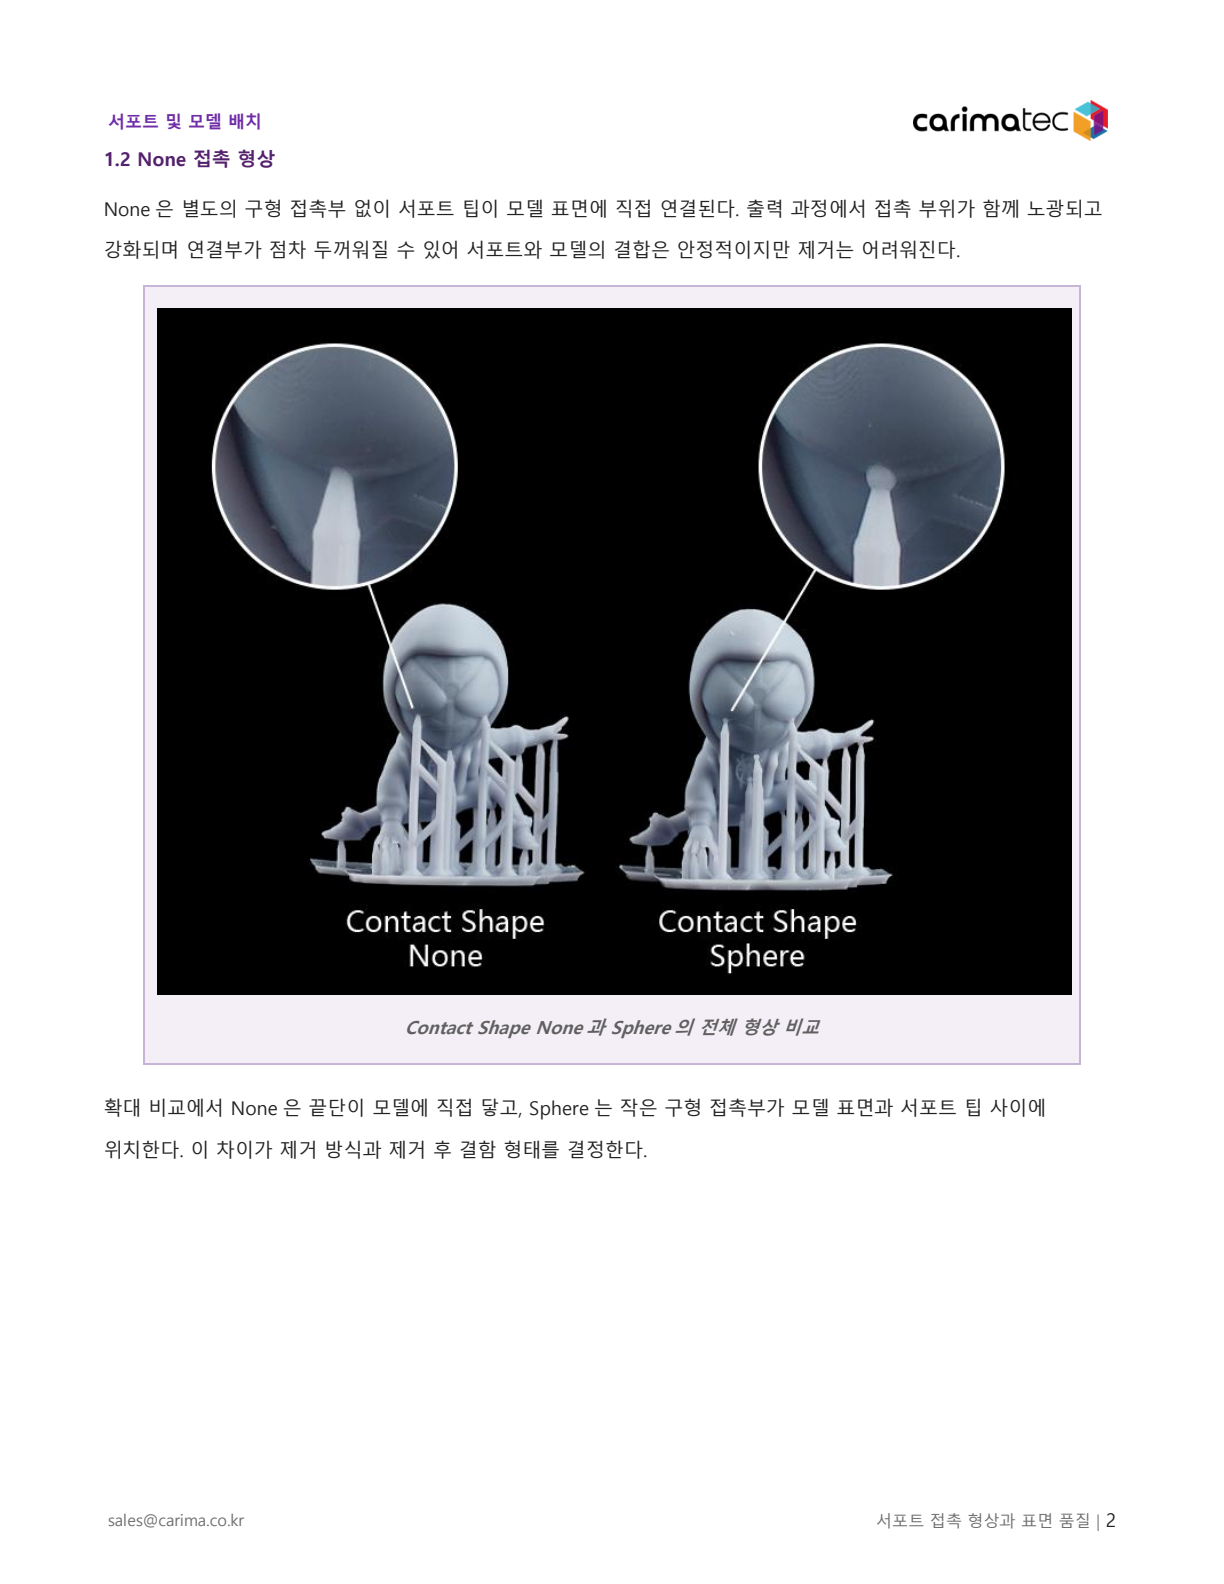 서포트 및 모델 배치
carimatec
1.2 None 접촉 형상
None 은 별도의 구형 접촉부 없이 서포트 팁이 모델 표면에 직접 연결된다. 출력 과정에서 접촉 부위가 함께 노광되고
강화되며 연결부가 점차 두꺼워질 수 있어 서포트와 모델의 결합은 안정적이지만 제거는 어려워진다.
Contact Shape
None
Contact Shape
Sphere
Contact Shape None 과 Sphere 의 전체 형상 비교
확대 비교에서 None 은 끝단이 모델에 직접 닿고, Sphere 는 작은 구형 접촉부가 모델 표면과 서포트 팁 사이에
위치한다. 이 차이가 제거 방식과 제거 후 결함 형태를 결정한다.
sales@carima.co.kr
서포트 접촉 형상과 표면 품질 | 2